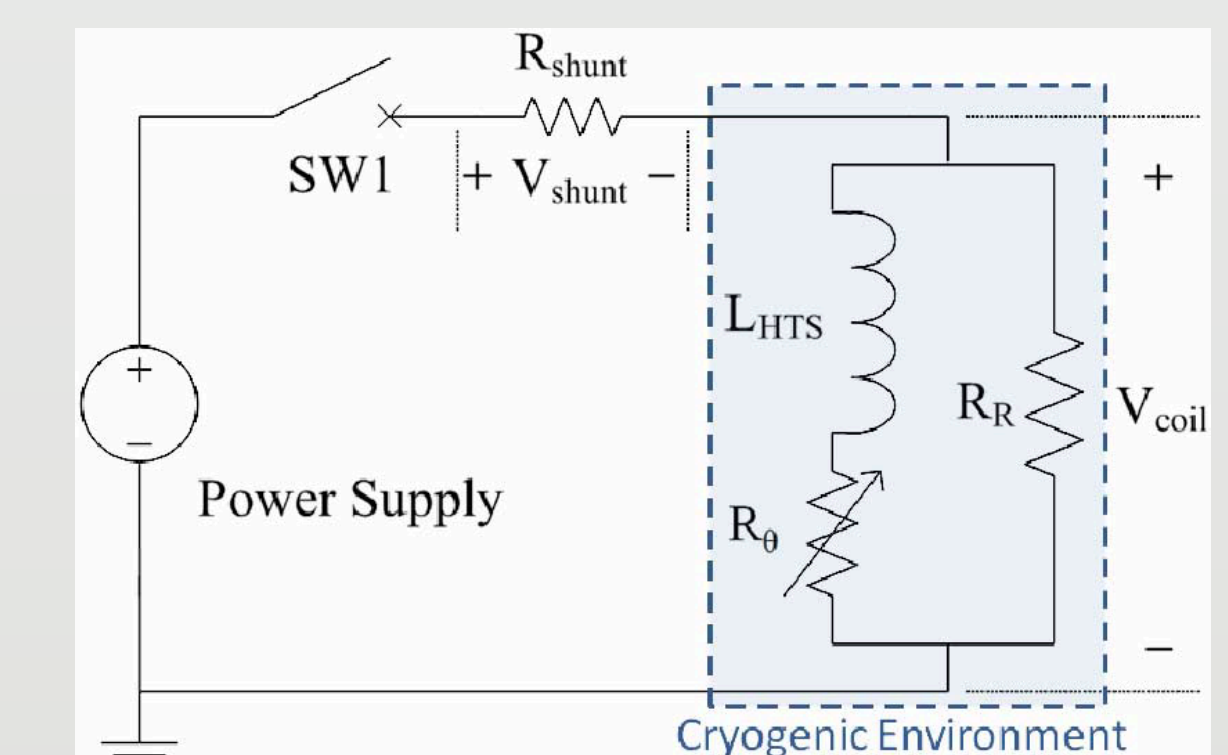 R_shunt
SW1
+ V_shunt −
+
L_HTS
+
R_R
V_coil
−
Power Supply
R_θ
−
Cryogenic Environment